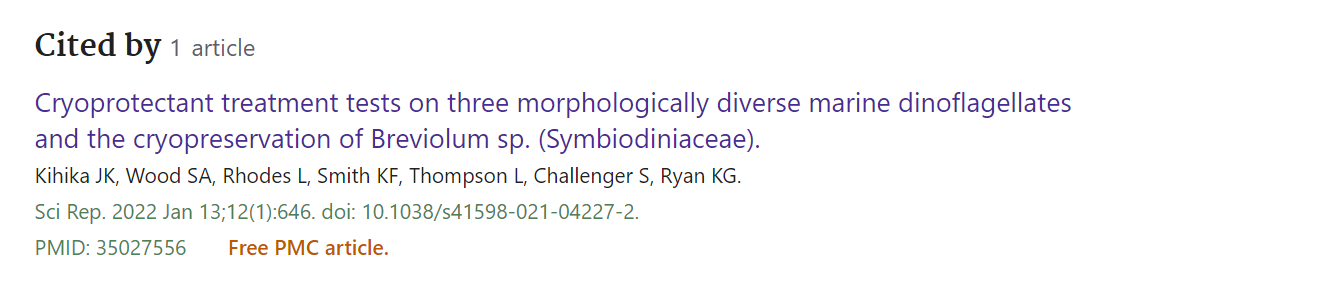 Cited by 1 article
Cryoprotectant treatment tests on three morphologically diverse marine dinoflagellates
and the cryopreservation of Breviolum sp. (Symbiodiniaceae).
Kihika JK, Wood SA, Rhodes L, Smith KF, Thompson L, Challenger S, Ryan KG.
Sci Rep. 2022 Jan 13;12(1):646. doi: 10.1038/s41598-021-04227-2.
PMID: 35027556 Free PMC article.